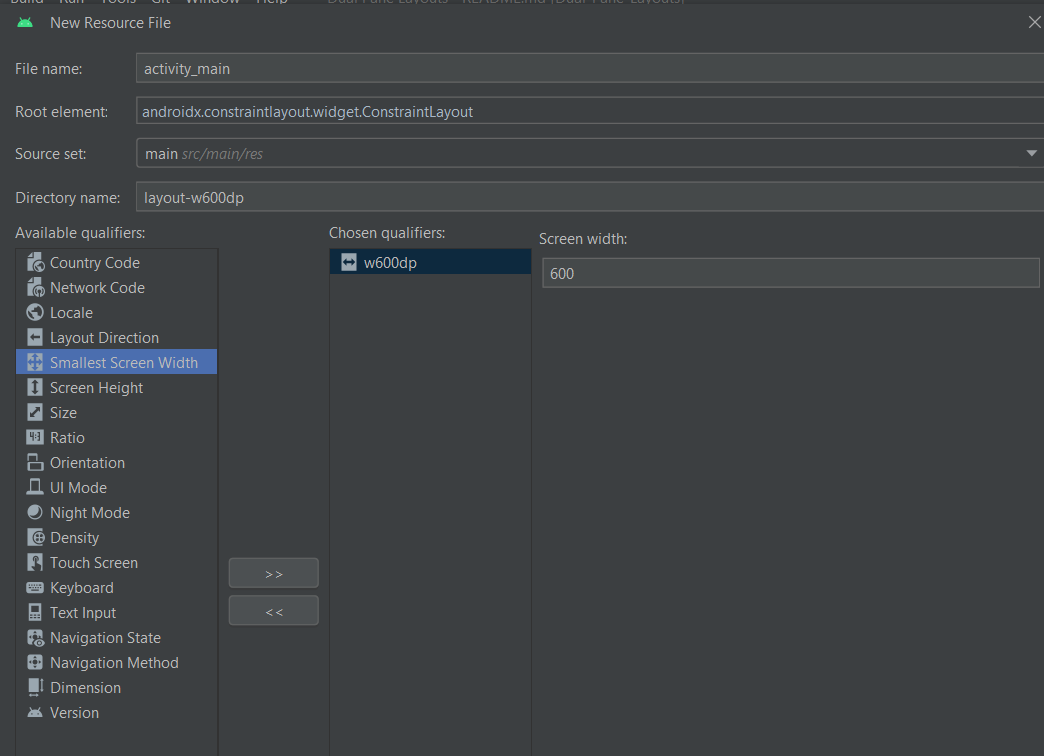 New Resource File
File name:
activity_main
Root element:
androidx.constraintlayout.widget.ConstraintLayout
Source set:
main src/main/res
Directory name:
layout-w600dp
Available qualifiers:
Country Code
Network Code
Locale
Layout Direction
Smallest Screen Width
Screen Height
Size
Ratio
Orientation
UI Mode
Night Mode
Density
Touch Screen
Keyboard
Text Input
Navigation State
Navigation Method
Dimension
Version
>>
<<
Chosen qualifiers:
w600dp
Screen width:
600